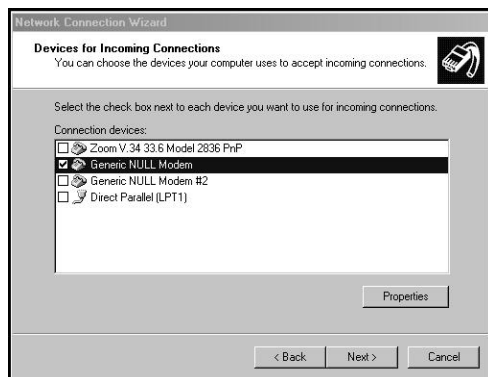 Network Connection Wizard
Devices for Incoming Connections
You can choose the devices your computer uses to accept incoming connections.
Select the check box next to each device you want to use for incoming connections.
Connection devices:
Zoom V.34 33.6 Model 2836 PnP
Generic NULL Modem
Generic NULL Modem #2
Direct Parallel (LPT1)
Properties
< Back Next > Cancel